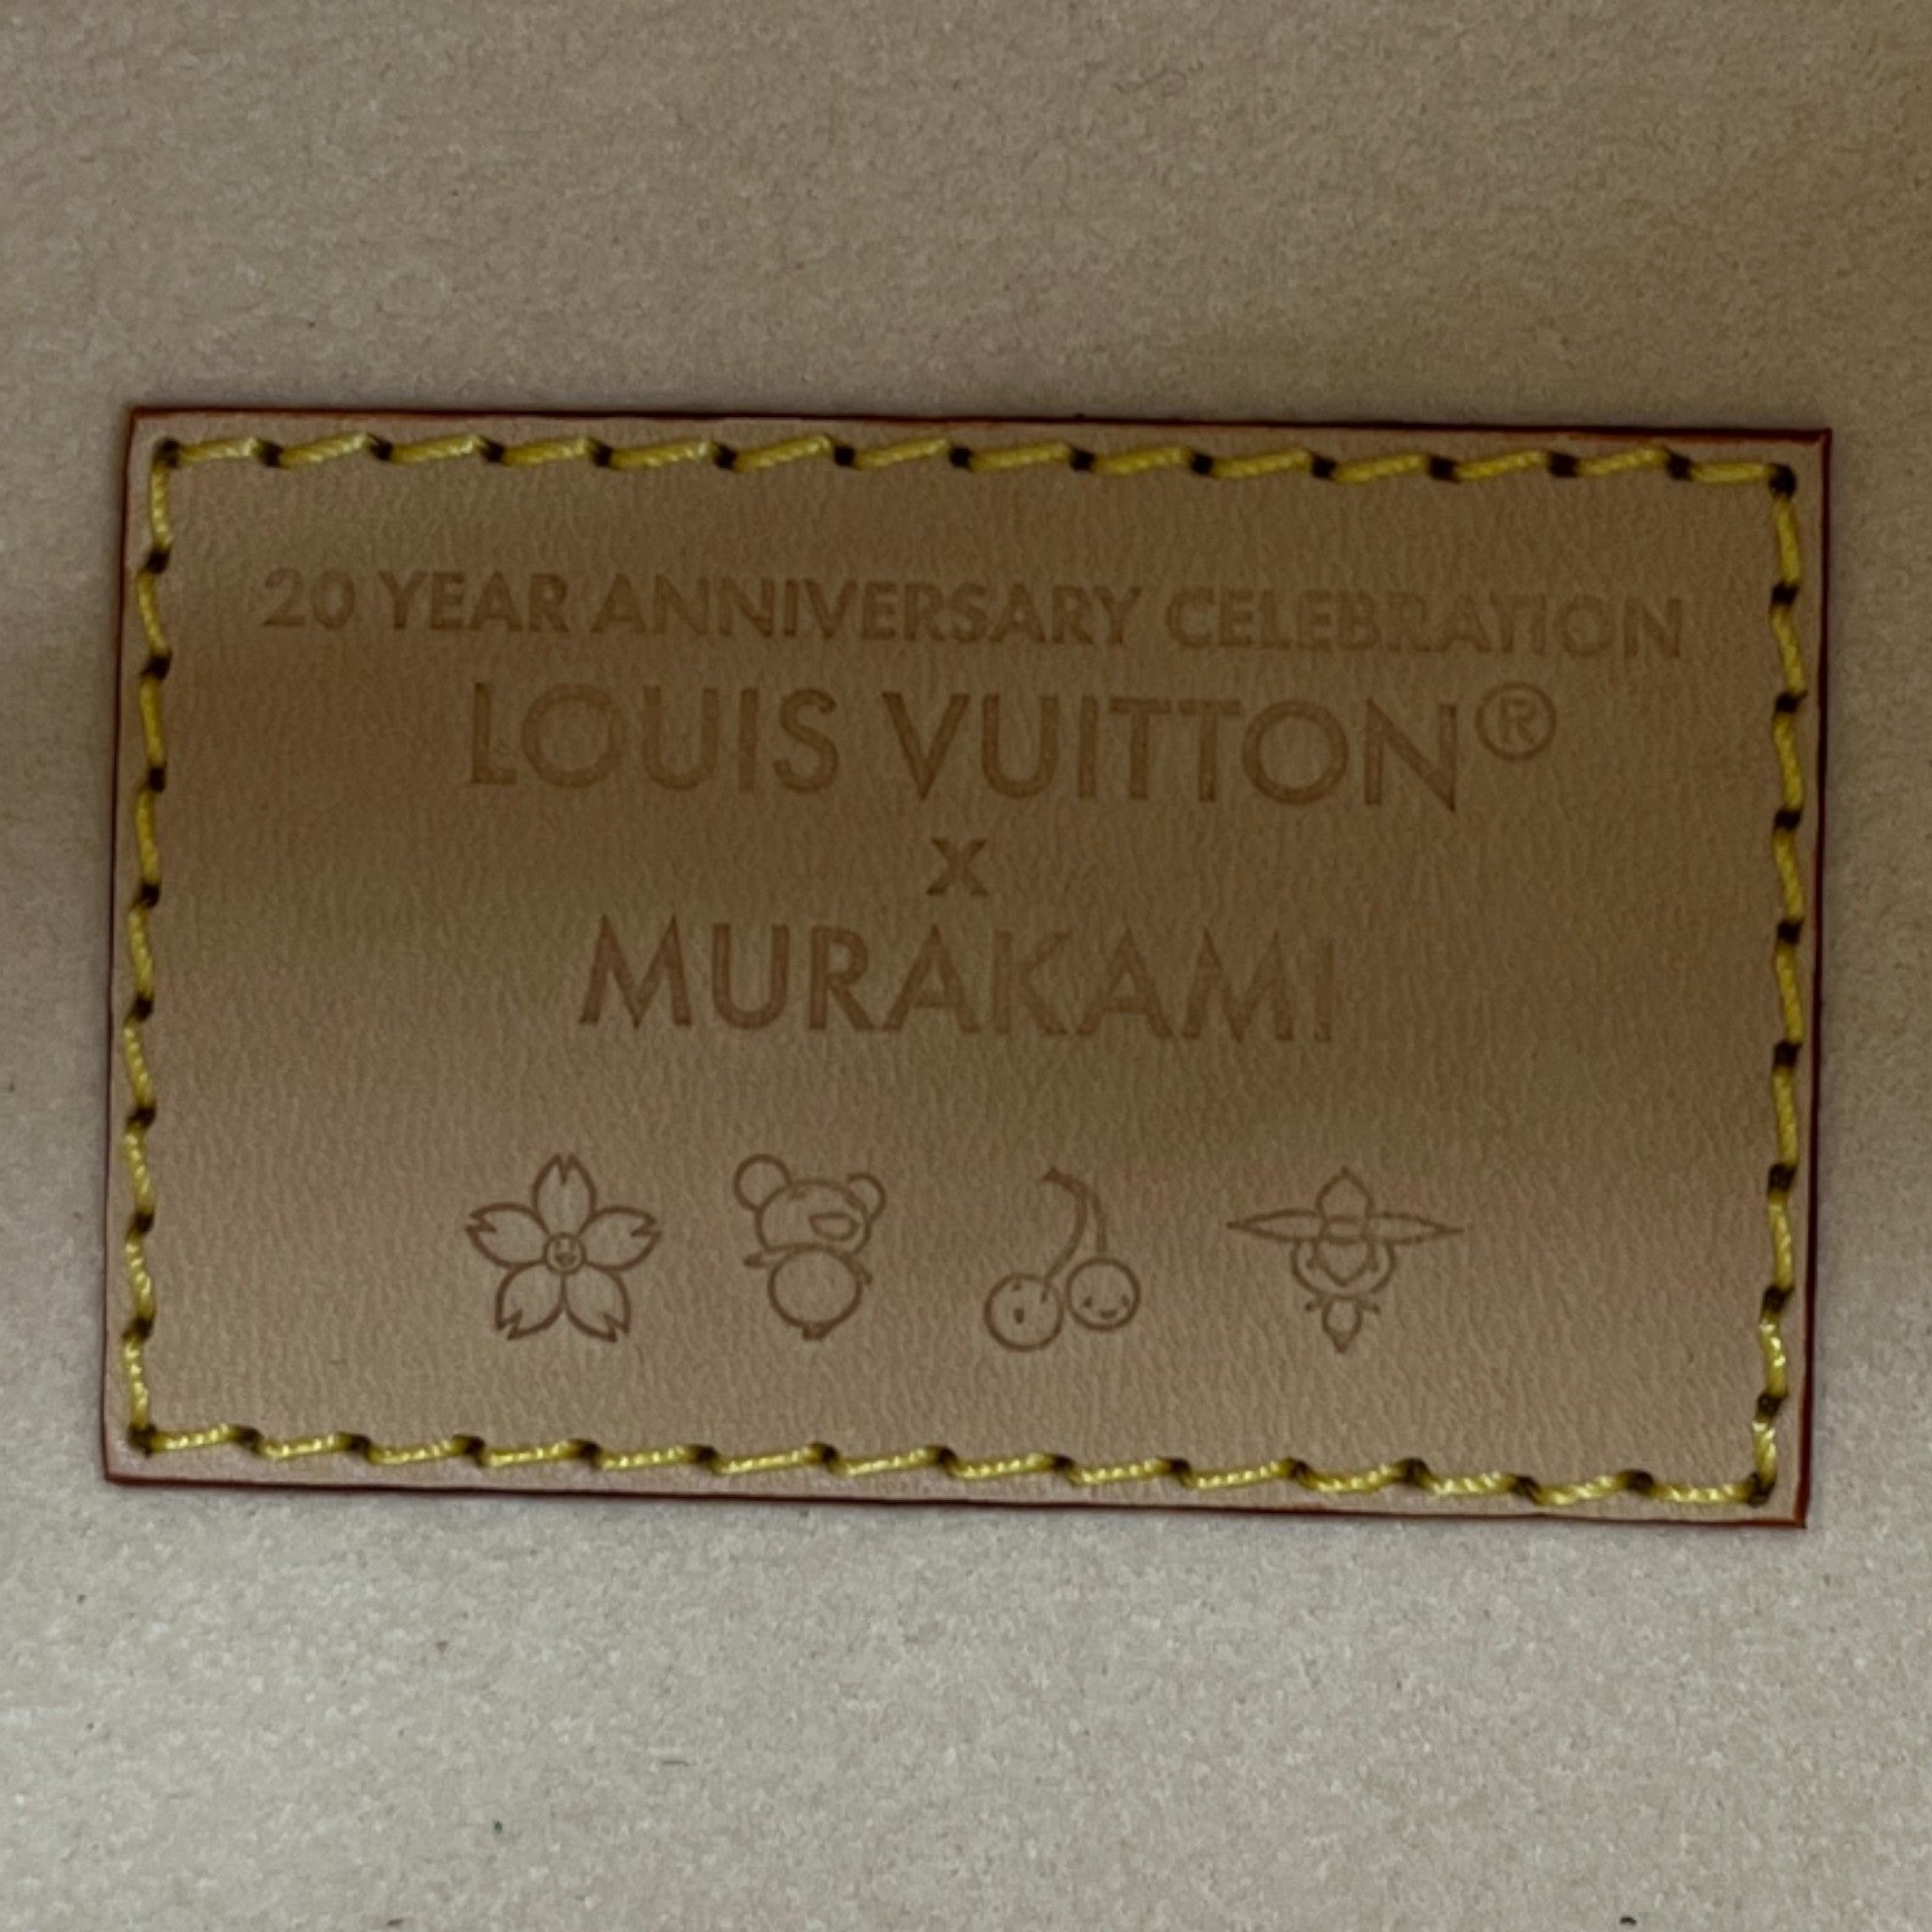 20 YEAR ANNIVERSARY CELEBRATION
LOUIS VUITTON®
x
MURAKAMI